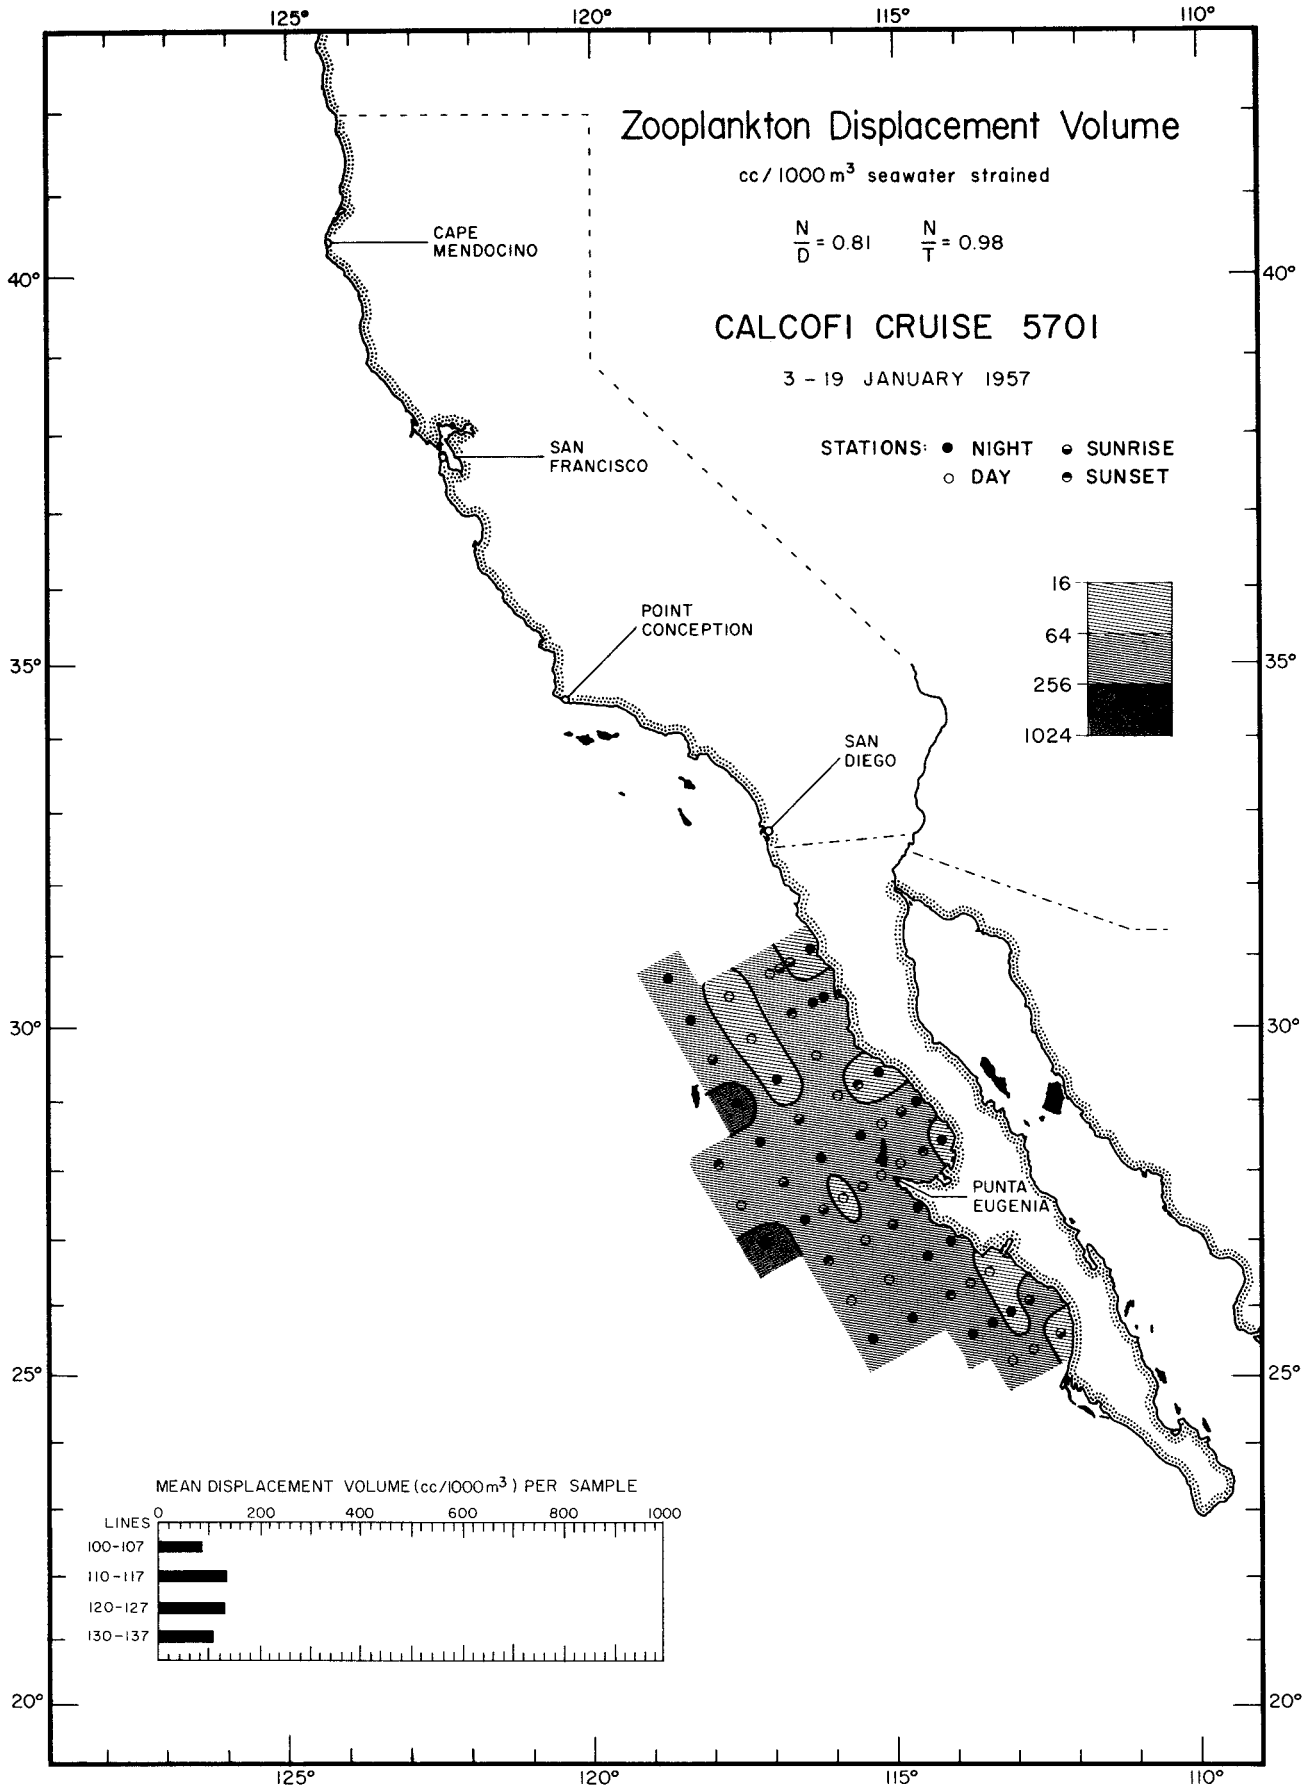 125° 120° 115° 110°
Zooplankton Displacement Volume
cc/1000 m³ seawater strained
N/D = 0.81 N/T = 0.98
CALCOFI CRUISE 5701
3 – 19 JANUARY 1957
STATIONS: ● NIGHT ◒ SUNRISE
○ DAY ◓ SUNSET
CAPE
MENDOCINO
40° 40°
SAN
FRANCISCO
16
64
256
1024
POINT
CONCEPTION
35° 35°
SAN
DIEGO
30° 30°
PUNTA
EUGENIA
25° 25°
MEAN DISPLACEMENT VOLUME (cc/1000 m³) PER SAMPLE
LINES 0 200 400 600 800 1000
100-107
110-117
120-127
130-137
20° 20°
125° 120° 115° 110°